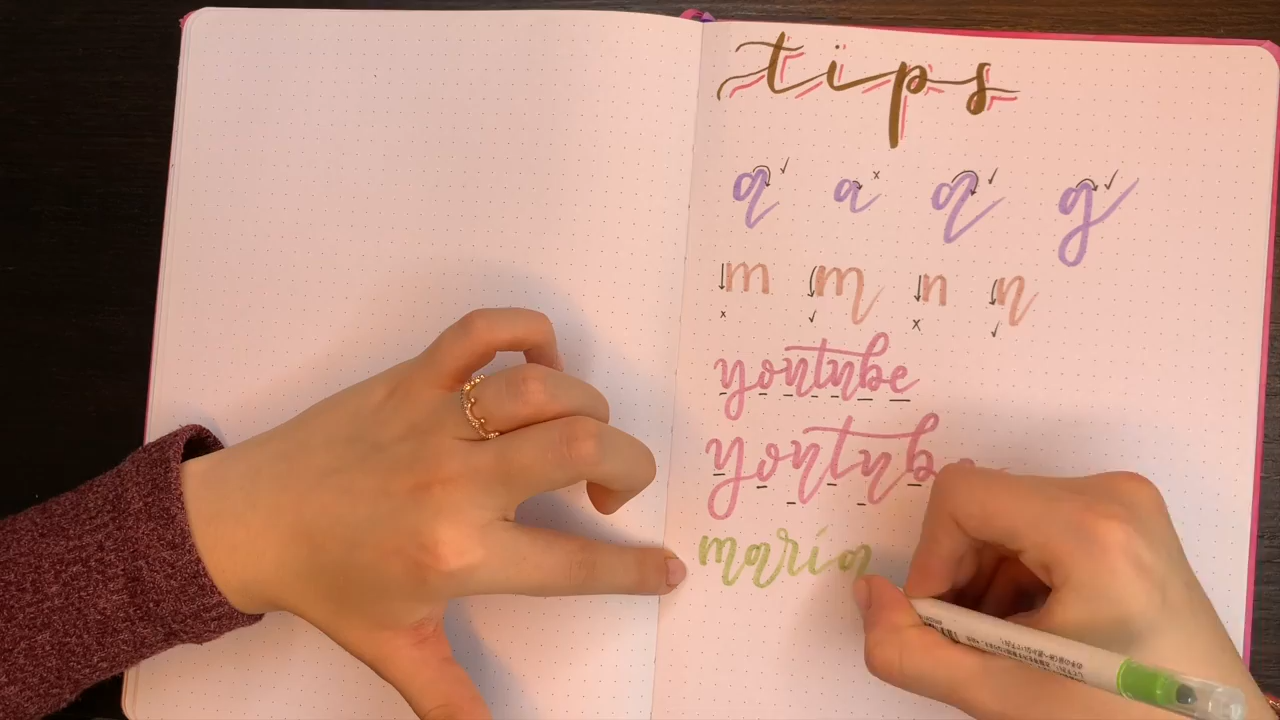 tips
a ✓ a x a ✓ g ✓
m m n n
x ✓ x ✓
youtube
youtub
maria